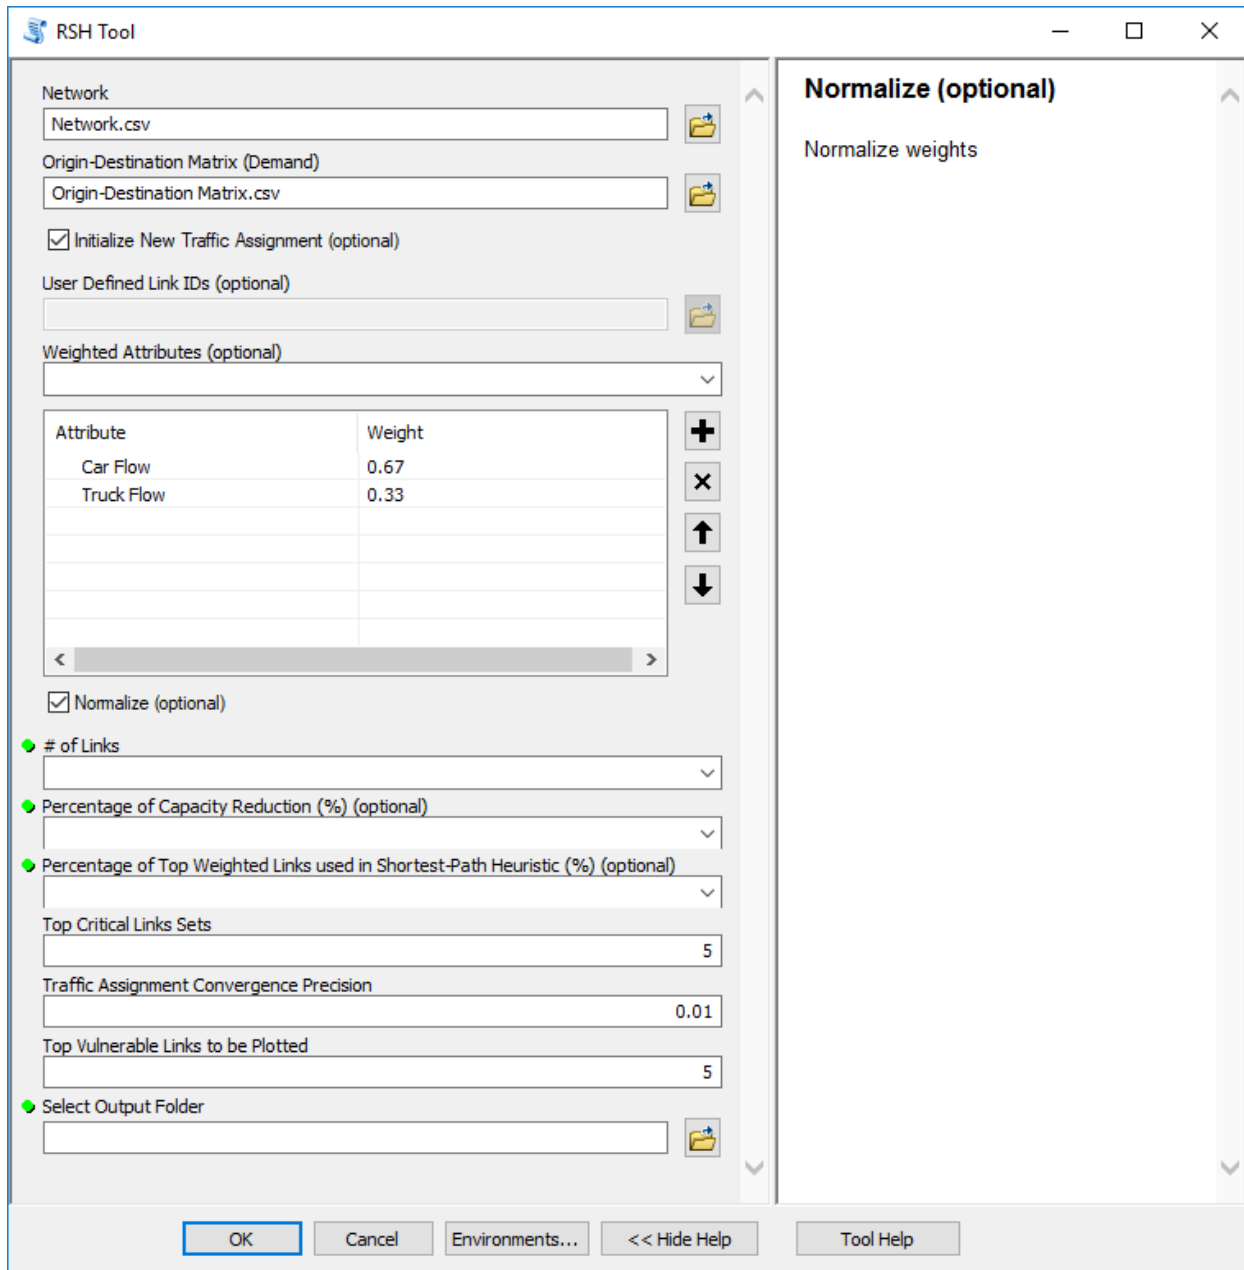 RSH Tool
Network
Network.csv
Origin-Destination Matrix (Demand)
Origin-Destination Matrix.csv
Initialize New Traffic Assignment (optional)
User Defined Link IDs (optional)
Weighted Attributes (optional)
Attribute Weight
Car Flow 0.67
Truck Flow 0.33
Normalize (optional)
# of Links
Percentage of Capacity Reduction (%) (optional)
Percentage of Top Weighted Links used in Shortest-Path Heuristic (%) (optional)
Top Critical Links Sets
5
Traffic Assignment Convergence Precision
0.01
Top Vulnerable Links to be Plotted
5
Select Output Folder
Normalize (optional)
Normalize weights
OK Cancel Environments... << Hide Help Tool Help